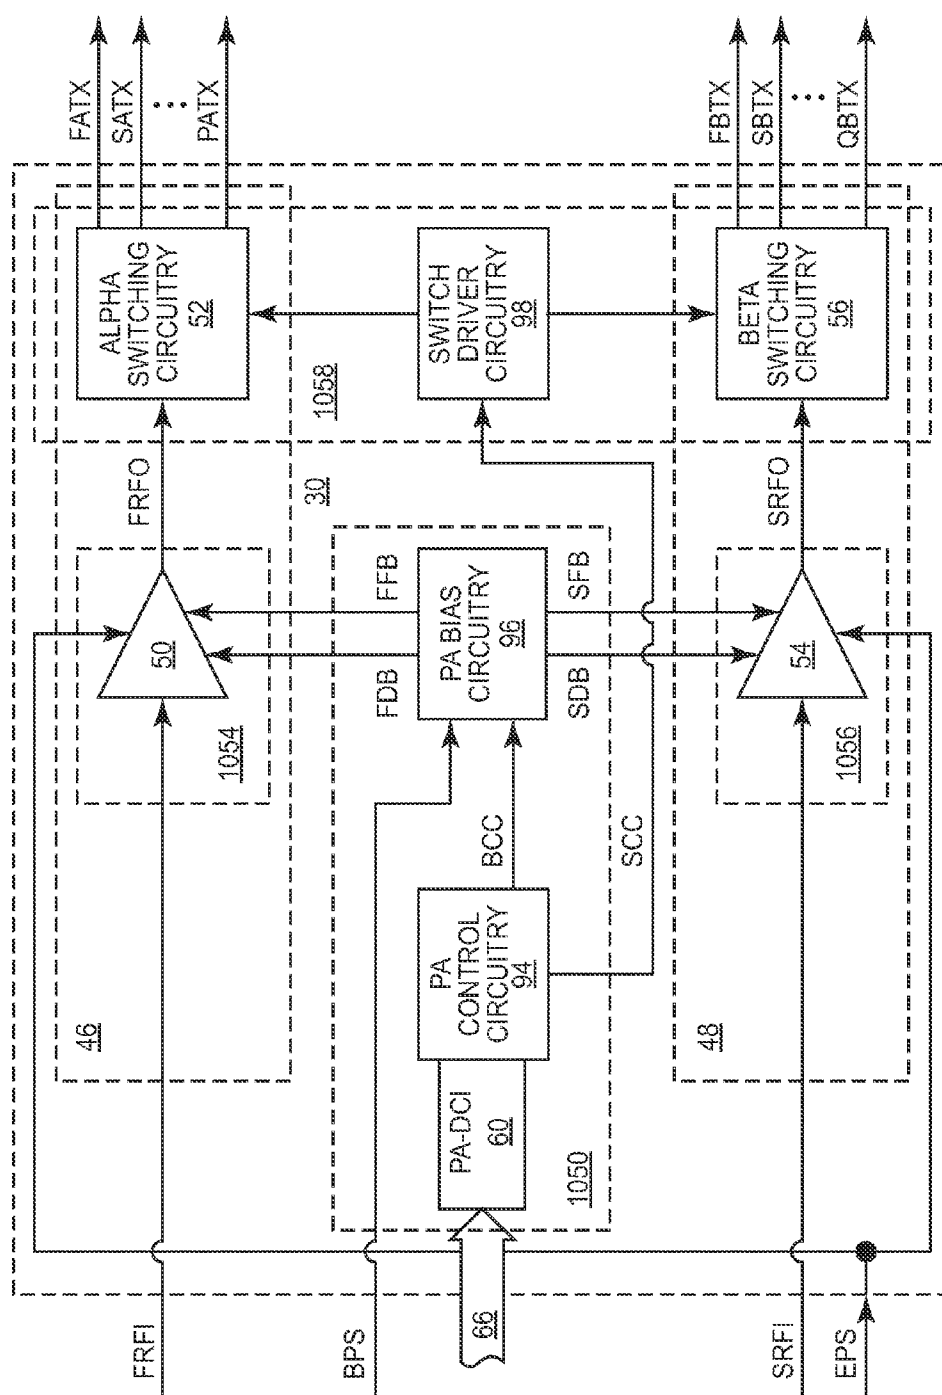 FATX
SATX
PATX
FBTX
SBTX
QBTX
ALPHA
SWITCHING
CIRCUITRY
52
SWITCH
DRIVER
CIRCUITRY
98
BETA
SWITCHING
CIRCUITRY
56
1058
FRFO
30
SRFO
50
FFB
FDB
PA BIAS
CIRCUITRY
96
SFB
SDB
54
1054
1056
BCC
SCC
PA
CONTROL
CIRCUITRY
94
46
48
PA-DCI
60
1050
66
FRFI
BPS
SRFI
EPS